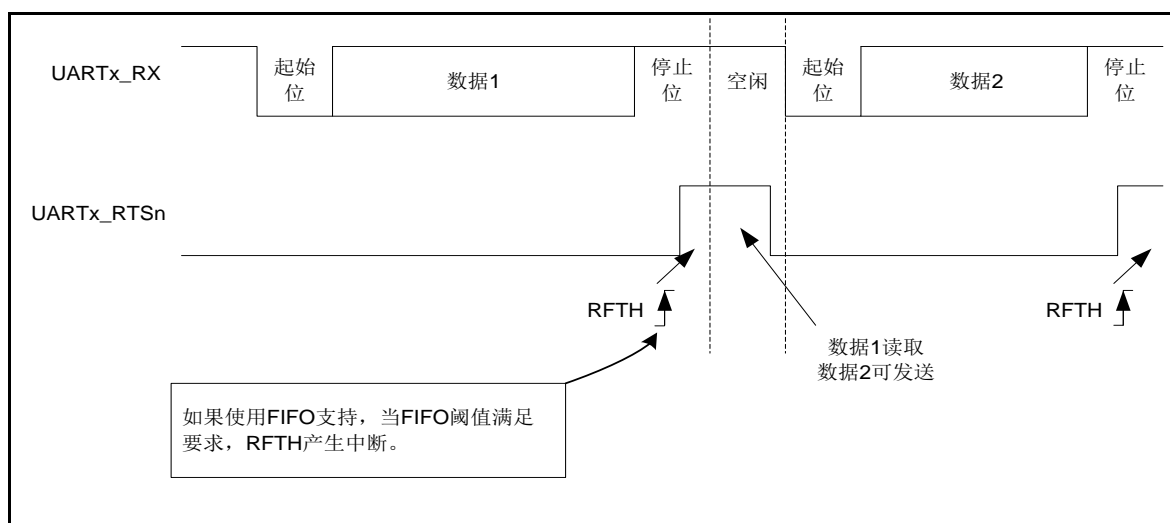 UARTx_RX
起始
位
数据1
停止
位
空闲
起始
位
数据2
停止
位
UARTx_RTSn
RFTH
RFTH
数据1读取
数据2可发送
如果使用FIFO支持，当FIFO阈值满足
要求，RFTH产生中断。